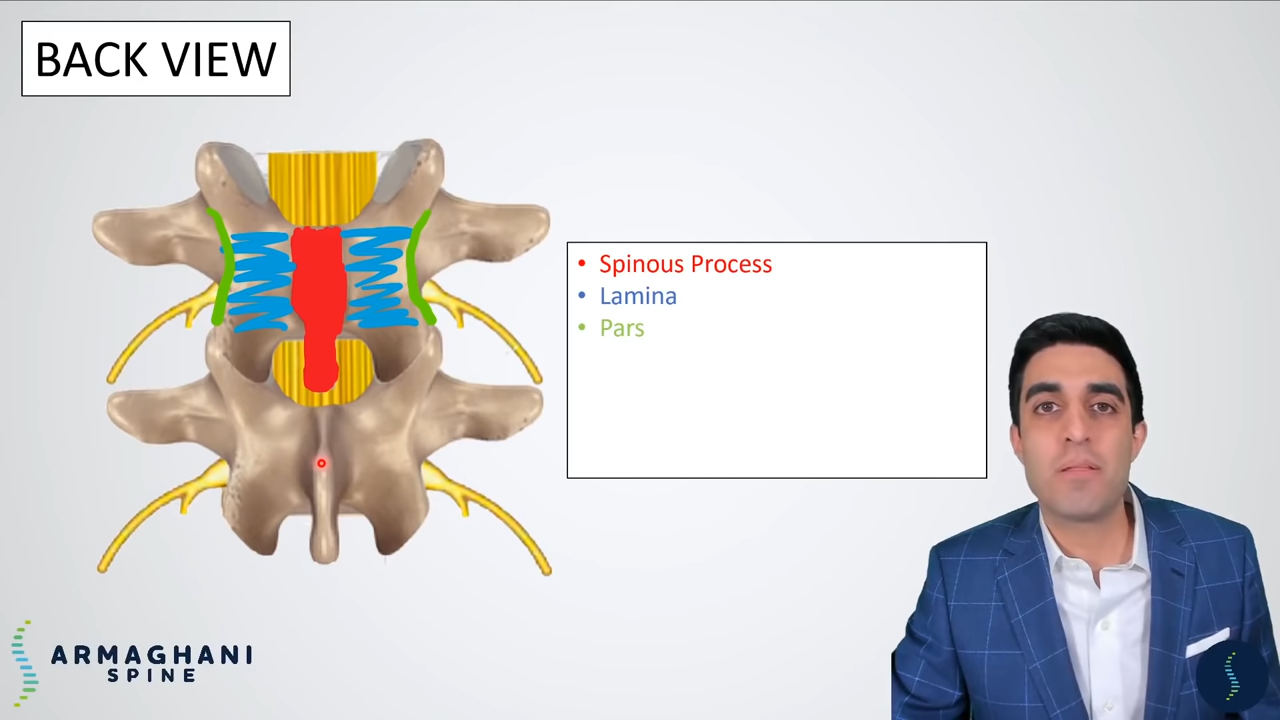 BACK VIEW
• Spinous Process
• Lamina
• Pars
ARMAGHANI
SPINE